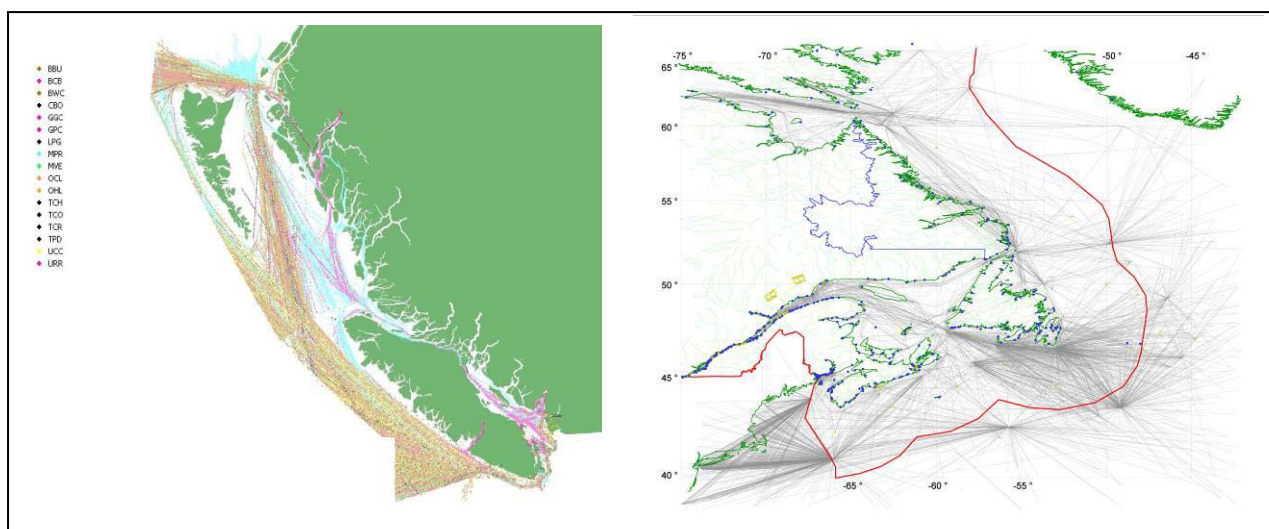 BBU
BCB
BWC
CBO
GGC
GPC
LPG
MPR
MVE
OCL
OHL
TCH
TCO
TCR
TPD
UCC
URR
-75 ° -70 ° -50 ° -45 °
65 °
60 °
55 °
50 °
45 °
40 °
-65 ° -60 ° -55 °